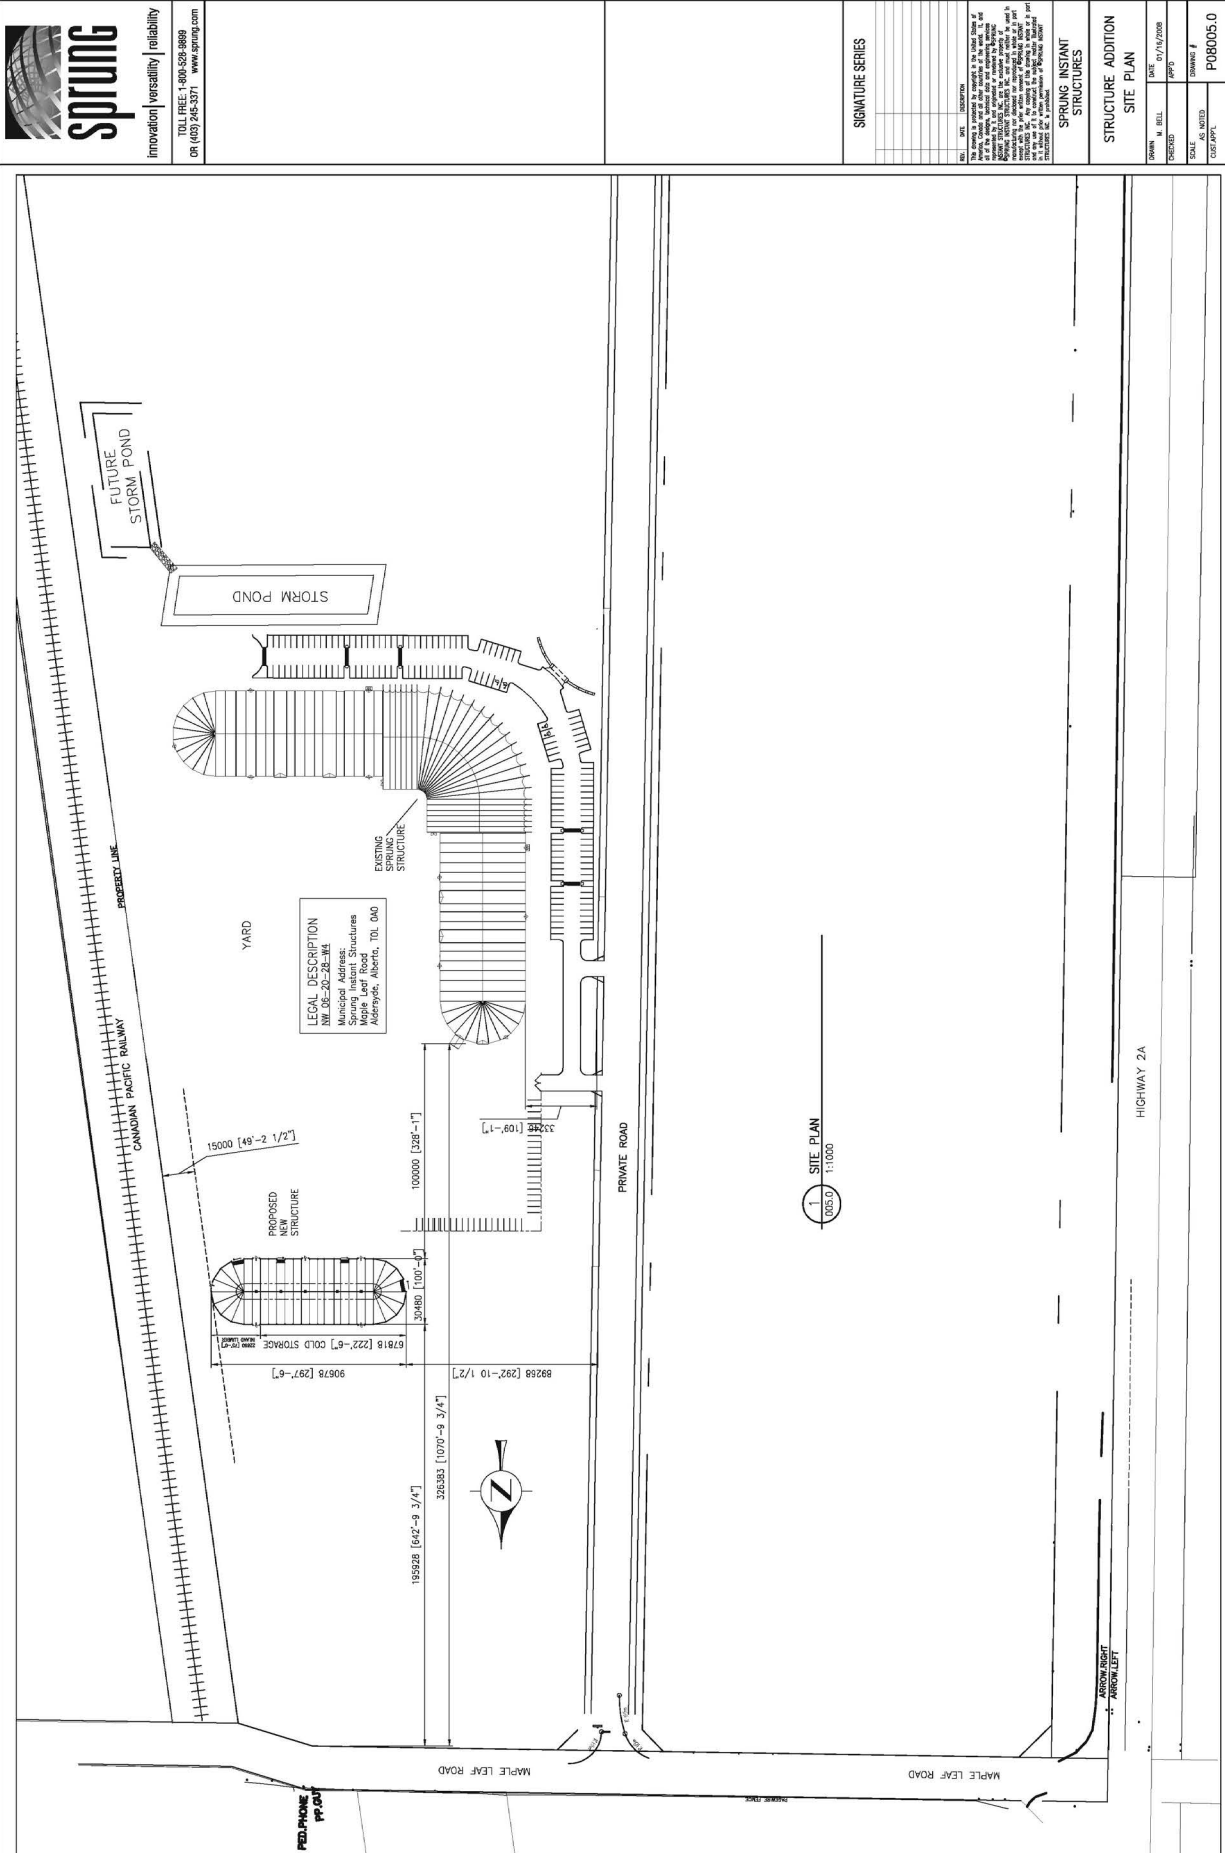 sprung
innovation | versatility | reliability
TOLL FREE: 1-800-528-9899
OR (403) 245-3371 www.sprung.com
SIGNATURE SERIES
REV. DATE DESCRIPTION
SPRUNG INSTANT
STRUCTURES
STRUCTURE ADDITION
SITE PLAN
DRAWN M. BELL
DATE 01/16/2008
CHECKED
APP'D
SCALE AS NOTED
DRAWING #
CUST.APP'L
P08005.0
FUTURE
STORM POND
STORM POND
PROPERTY LINE
CANADIAN PACIFIC RAILWAY
YARD
EXISTING
SPRUNG
STRUCTURE
LEGAL DESCRIPTION
NW 06-20-28-W4
Municipal Address:
Sprung Instant Structures
Maple Leaf Road
Aldersyde, Alberta, T0L 0A0
15000 [49'-2 1/2"]
PROPOSED
NEW
STRUCTURE
100000 [328'-1"]
33240 [109'-1"]
30480 [100'-0"]
67818 [222'-6"] COLD STORAGE
90678 [297'-6"]
89268 [292'-10 1/2"]
326383 [1070'-9 3/4"]
195928 [642'-9 3/4"]
N
PRIVATE ROAD
1
005.0
SITE PLAN
1:1000
HIGHWAY 2A
MAPLE LEAF ROAD
MAPLE LEAF ROAD
ARROW.RIGHT
ARROW.LEFT
PED.PHONE
PP.GUY